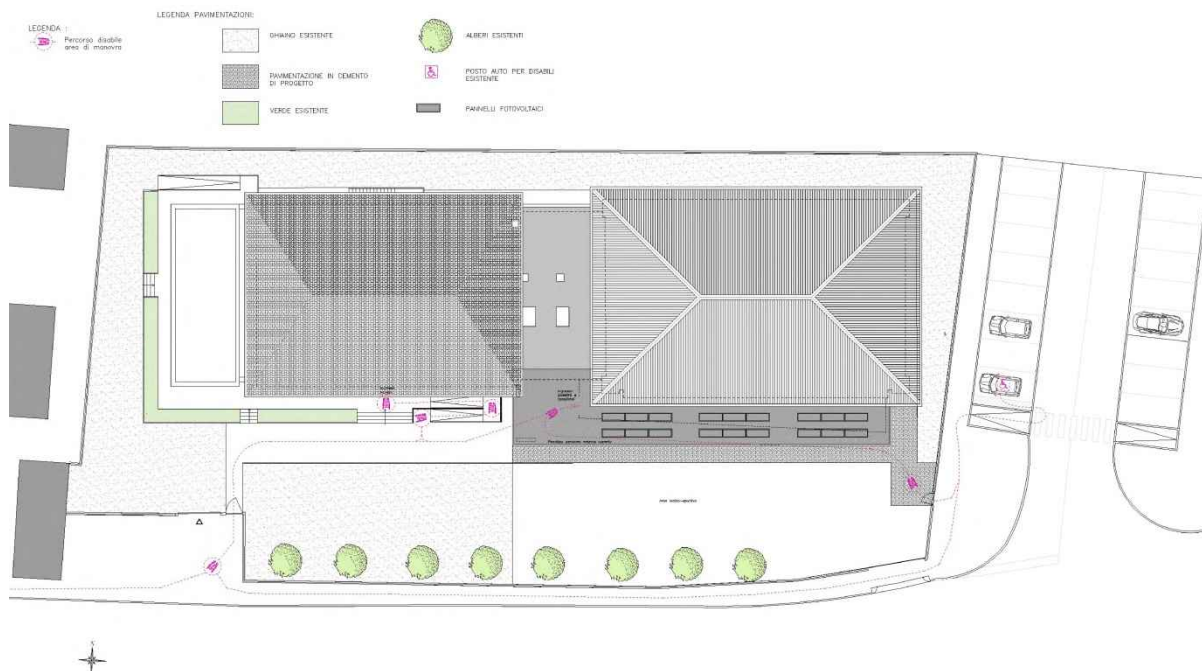 LEGENDA PAVIMENTAZIONI:
LEGENDA :
Percorso disabile
area di manovra
GHIAINO ESISTENTE
ALBERI ESISTENTI
PAVIMENTAZIONE IN CEMENTO
DI PROGETTO
POSTO AUTO PER DISABILI
ESISTENTE
VERDE ESISTENTE
PANNELLI FOTOVOLTAICI